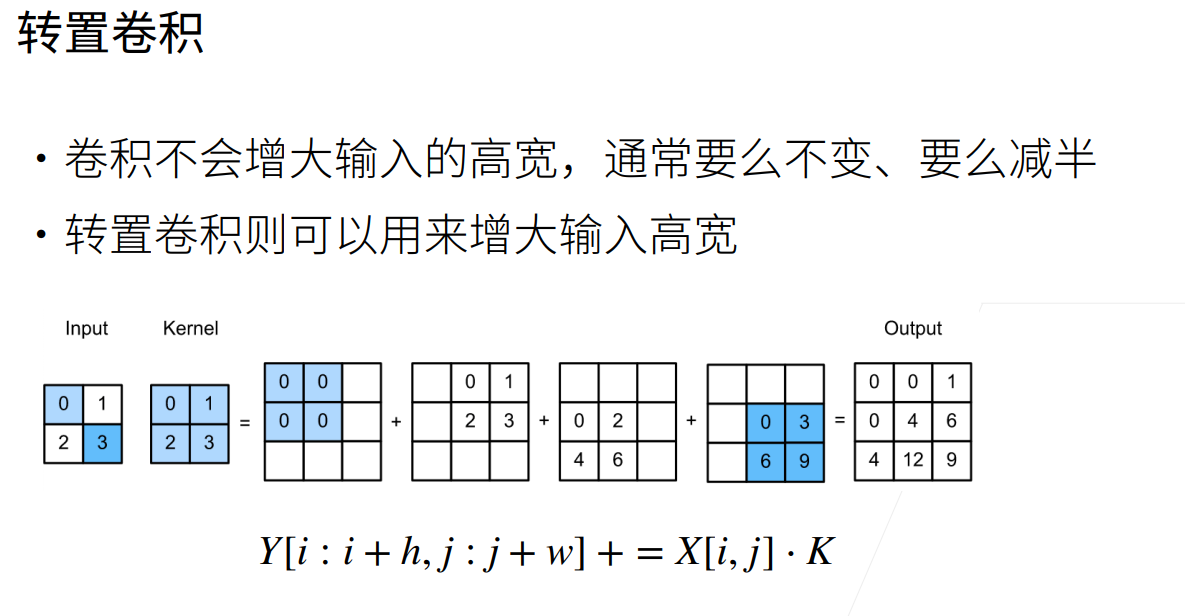 转置卷积
• 卷积不会增大输入的高宽，通常要么不变、要么减半
• 转置卷积则可以用来增大输入高宽
Input Kernel Output
0 0 0 1 0 0 1
0 1 0 1 = 0 0 + 2 3 + 0 2 + 0 3 = 0 4 6
2 3 2 3 4 6 6 9 4 12 9
Y[i : i + h, j : j + w] + = X[i, j] · K